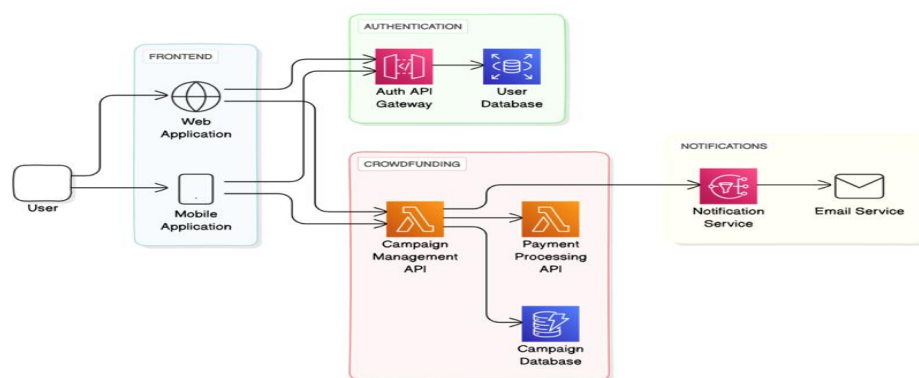 AUTHENTICATION
FRONTEND
Auth API
Gateway
User
Database
Web
Application
CROWDFUNDING
NOTIFICATIONS
User
Mobile
Application
Campaign
Management
API
Payment
Processing
API
Notification
Service
Email Service
Campaign
Database